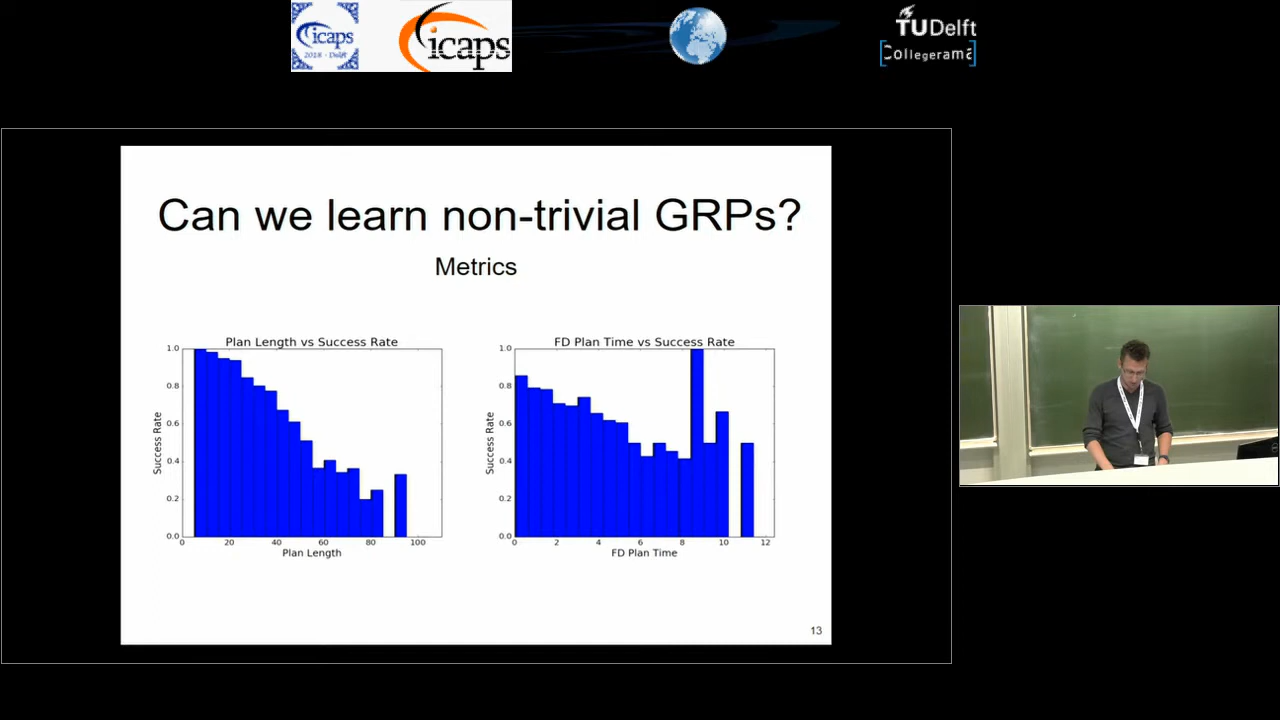 icaps
2018 · Delft
icaps
TUDelft
Collegerama
Can we learn non-trivial GRPs?
Metrics
Plan Length vs Success Rate
1.0
0.8
0.6
0.4
0.2
0.0
Success Rate
0 20 40 60 80 100
Plan Length
FD Plan Time vs Success Rate
1.0
0.8
0.6
0.4
0.2
0.0
Success Rate
0 2 4 6 8 10 12
FD Plan Time
13